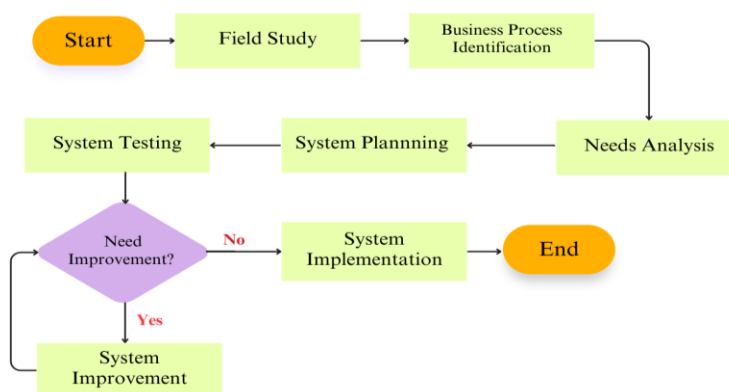 Start
Field Study
Business Process
Identification
Needs Analysis
System Plannning
System Testing
Need
Improvement?
No
System
Implementation
End
Yes
System
Improvement